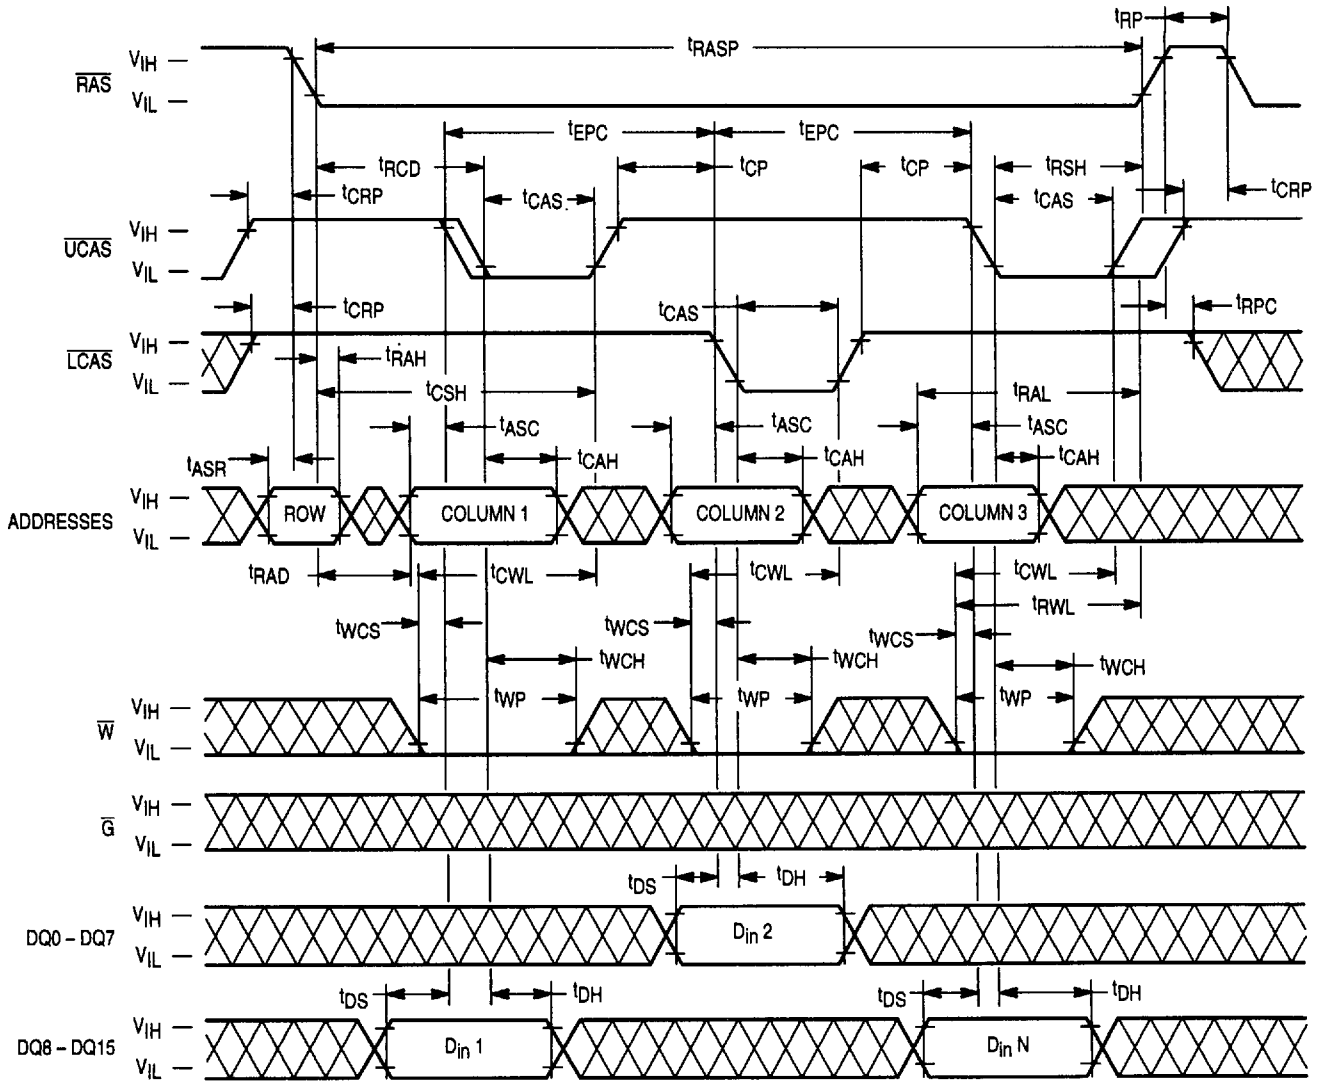 tRP
tRASP
VIH
RAS
VIL
tEPC tEPC
tRCD tCP tCP tRSH
tCRP tCAS tCAS tCRP
VIH
UCAS
VIL
tCRP tCAS tRPC
VIH
LCAS
tRAH
VIL
tCSH tRAL
tASC tASC tASC
tASR tCAH tCAH tCAH
VIH
ADDRESSES ROW COLUMN 1 COLUMN 2 COLUMN 3
VIL
tRAD tCWL tCWL tCWL
tRWL
tWCS tWCS tWCS
tWCH tWCH tWCH
tWP tWP tWP
VIH
W
VIL
VIH
G
VIL
tDS tDH
VIH
DQ0 – DQ7 Din 2
VIL
tDS tDH tDS tDH
VIH
DQ8 – DQ15 Din 1 Din N
VIL